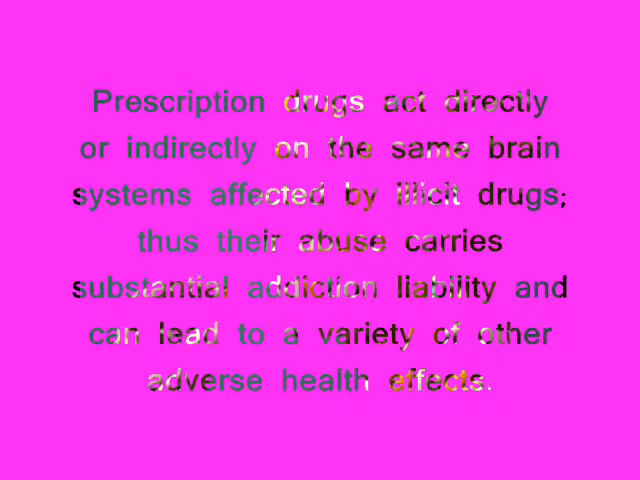 Prescription drugs act directly
or indirectly on the same brain
systems affected by illicit drugs;
thus their abuse carries
substantial addiction liability and
can lead to a variety of other
adverse health effects.